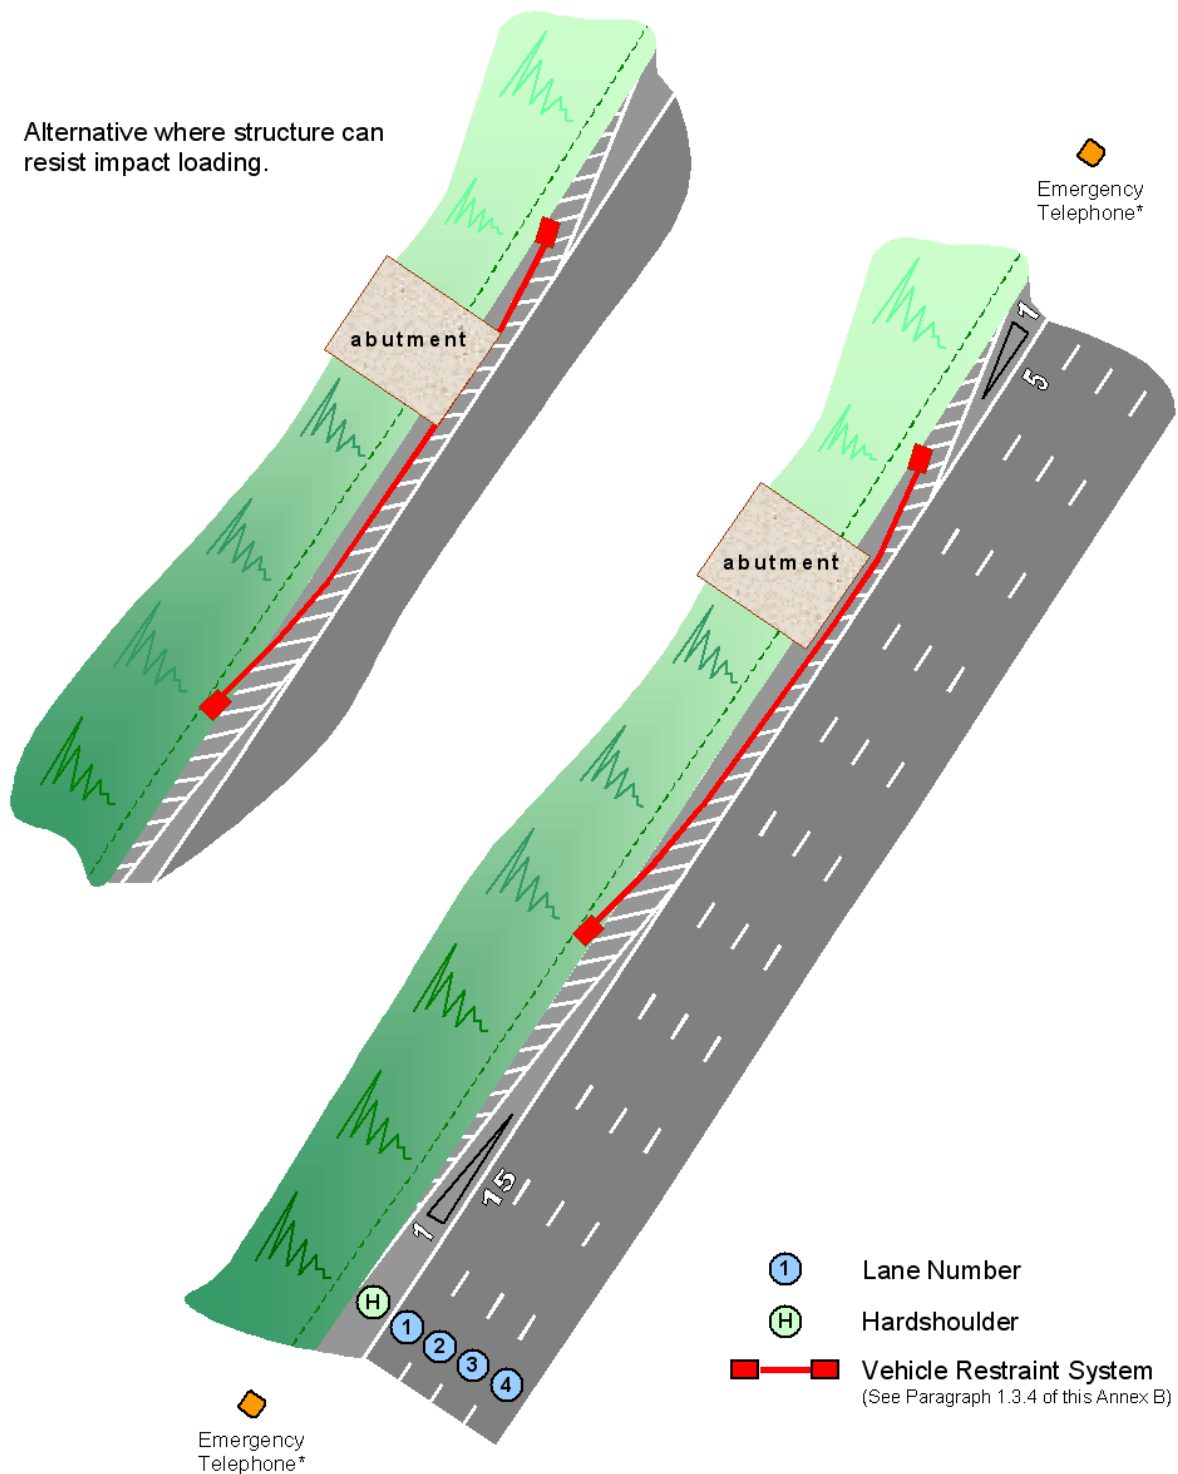 Alternative where structure can
resist impact loading.
Emergency
Telephone*
abutment
1
5
abutment
15
1
H
1
2
3
4
1 Lane Number
H Hardshoulder
Vehicle Restraint System
(See Paragraph 1.3.4 of this Annex B)
Emergency
Telephone*